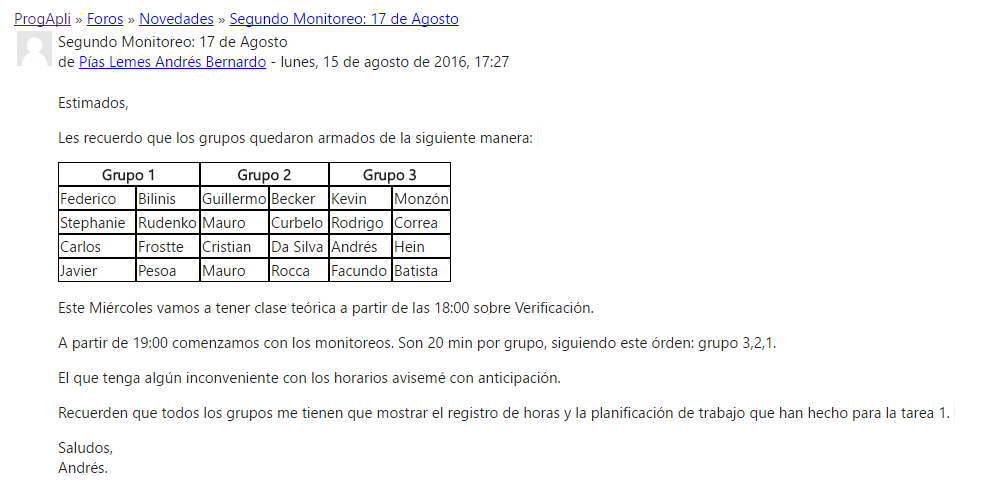 ProgApli » Foros » Novedades » Segundo Monitoreo: 17 de Agosto
Segundo Monitoreo: 17 de Agosto
de Pías Lemes Andrés Bernardo - lunes, 15 de agosto de 2016, 17:27
Estimados,
Les recuerdo que los grupos quedaron armados de la siguiente manera:
Grupo 1 Grupo 2 Grupo 3
Federico Bilinis Guillermo Becker Kevin Monzón
Stephanie Rudenko Mauro Curbelo Rodrigo Correa
Carlos Frostte Cristian Da Silva Andrés Hein
Javier Pesoa Mauro Rocca Facundo Batista
Este Miércoles vamos a tener clase teórica a partir de las 18:00 sobre Verificación.
A partir de 19:00 comenzamos con los monitoreos. Son 20 min por grupo, siguiendo este órden: grupo 3,2,1.
El que tenga algún inconveniente con los horarios avisemé con anticipación.
Recuerden que todos los grupos me tienen que mostrar el registro de horas y la planificación de trabajo que han hecho para la tarea 1.
Saludos,
Andrés.